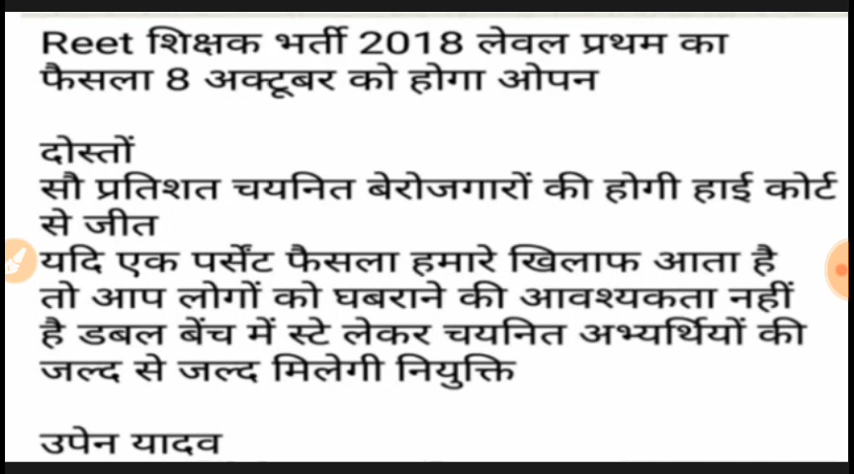 Reet शिक्षक भर्ती 2018 लेवल प्रथम का
फैसला 8 अक्टूबर को होगा ओपन
दोस्तों
सौ प्रतिशत चयनित बेरोजगारों की होगी हाई कोर्ट
से जीत
यदि एक पर्सेंट फैसला हमारे खिलाफ आता है
तो आप लोगों को घबराने की आवश्यकता नहीं
है डबल बेंच में स्टे लेकर चयनित अभ्यर्थियों की
जल्द से जल्द मिलेगी नियुक्ति
उपेन यादव